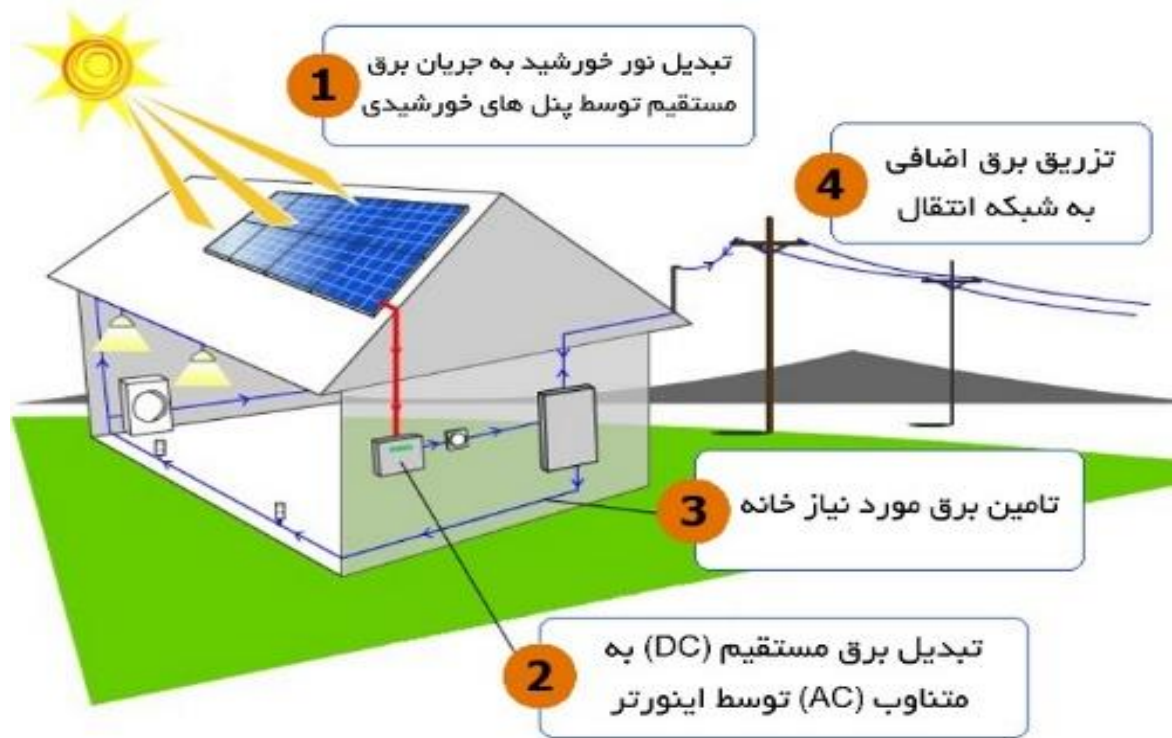 1
تبدیل نور خورشید به جریان برق
مستقیم توسط پنل های خورشیدی
4
تزریق برق اضافی
به شبکه انتقال
3
تامین برق مورد نیاز خانه
2
تبدیل برق مستقیم (DC) به
متناوب (AC) توسط اینورتر